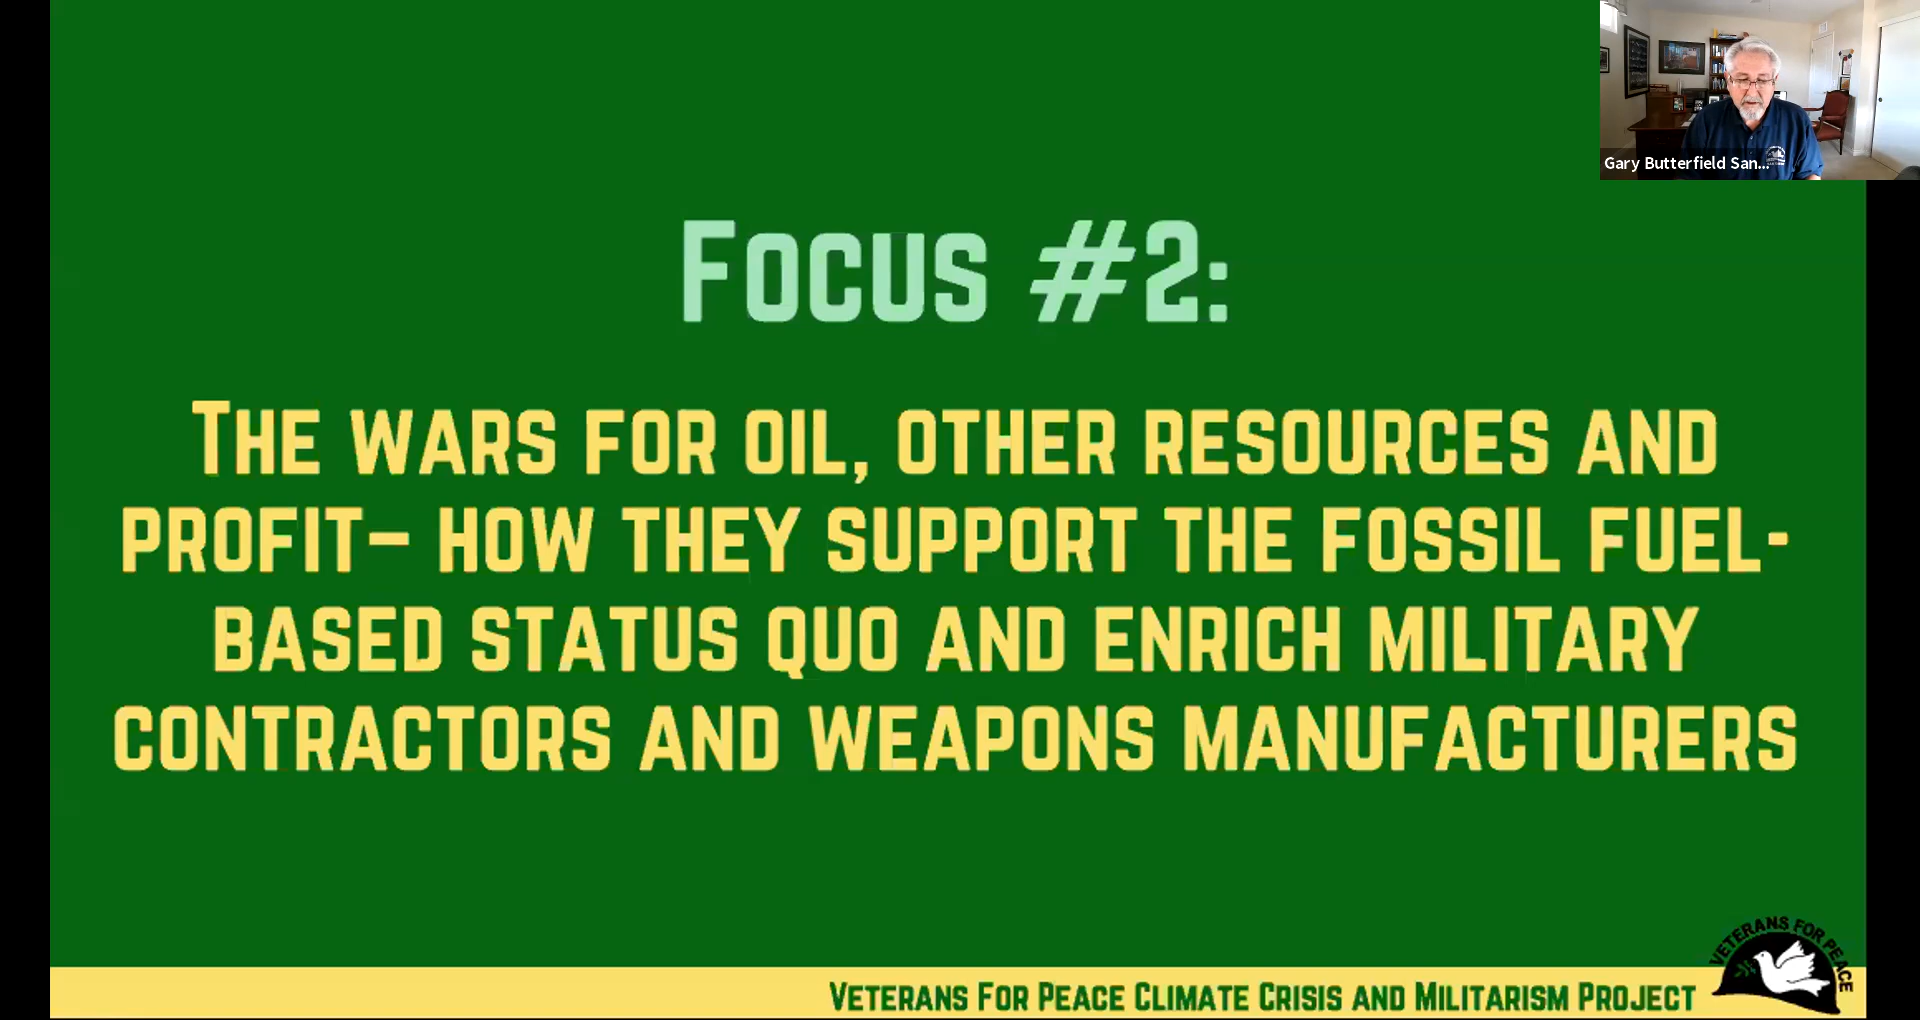 Gary Butterfield San...
Focus #2:
The wars for oil, other resources and
profit– how they support the fossil fuel-
based status quo and enrich military
contractors and weapons manufacturers
Veterans For Peace Climate Crisis and Militarism Project
VETERANS FOR PEACE